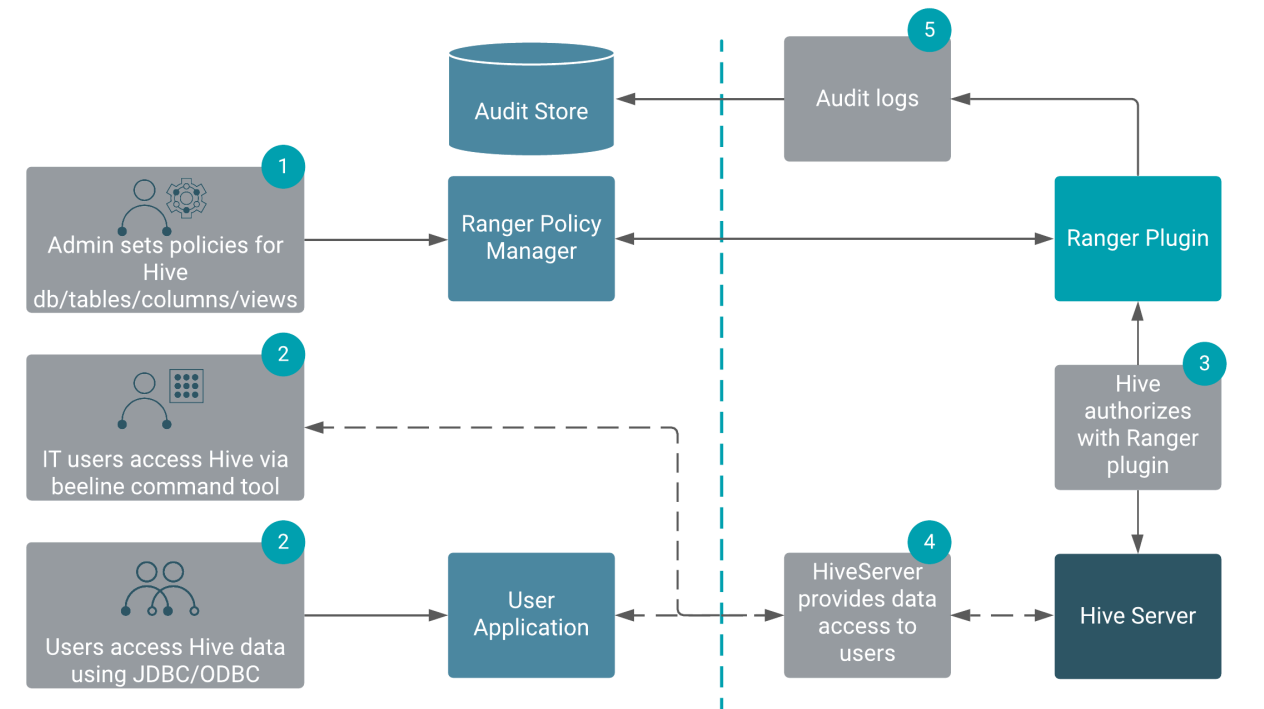 5
Audit Store
Audit logs
1
Admin sets policies for
Hive
db/tables/columns/views
Ranger Policy
Manager
Ranger Plugin
2
IT users access Hive via
beeline command tool
3
Hive
authorizes
with Ranger
plugin
2
Users access Hive data
using JDBC/ODBC
User
Application
4
HiveServer
provides data
access to
users
Hive Server